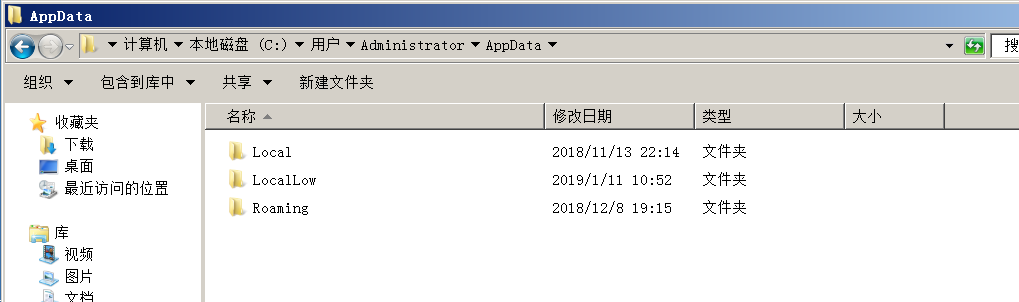 AppData
计算机 本地磁盘 (C:) 用户 Administrator AppData 搜
组织 包含到库中 共享 新建文件夹
收藏夹
下载
桌面
最近访问的位置
库
视频
图片
文档
名称 修改日期 类型 大小
Local 2018/11/13 22:14 文件夹
LocalLow 2019/1/11 10:52 文件夹
Roaming 2018/12/8 19:15 文件夹